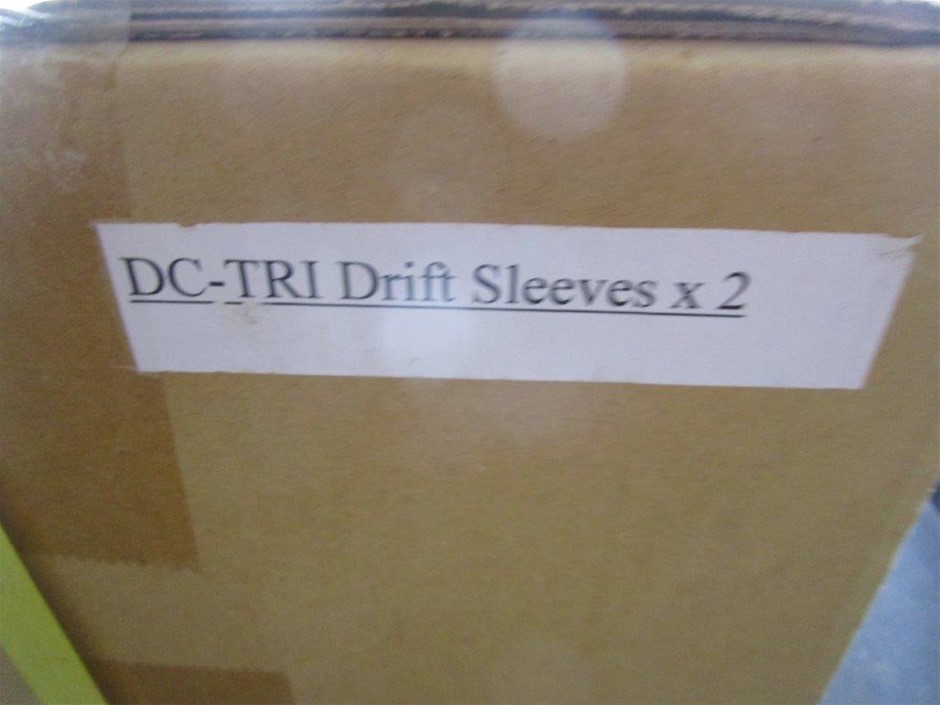 DC-TRI Drift Sleeves x 2